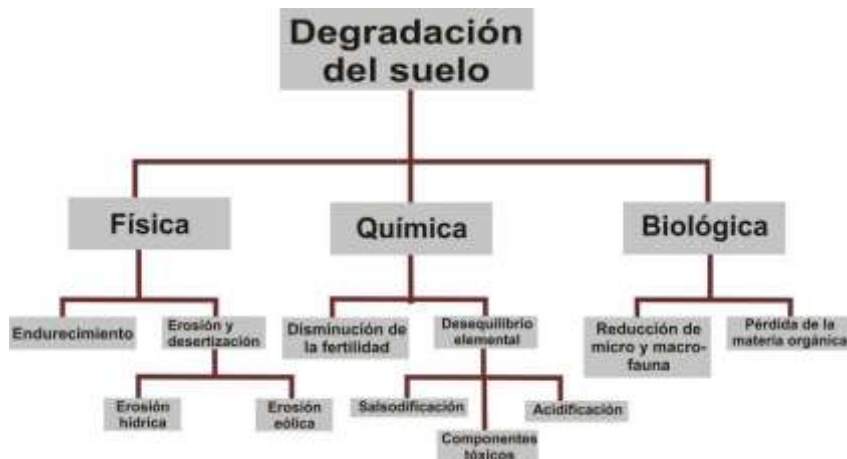 Degradación
del suelo
Física
Química
Biológica
Endurecimiento
Erosión y
desertización
Disminución de
la fertilidad
Desequilibrio
elemental
Reducción de
micro y macro-
fauna
Pérdida de la
materia orgánica
Erosión
hídrica
Erosión
eólica
Salsodificación
Acidificación
Componentes
tóxicos